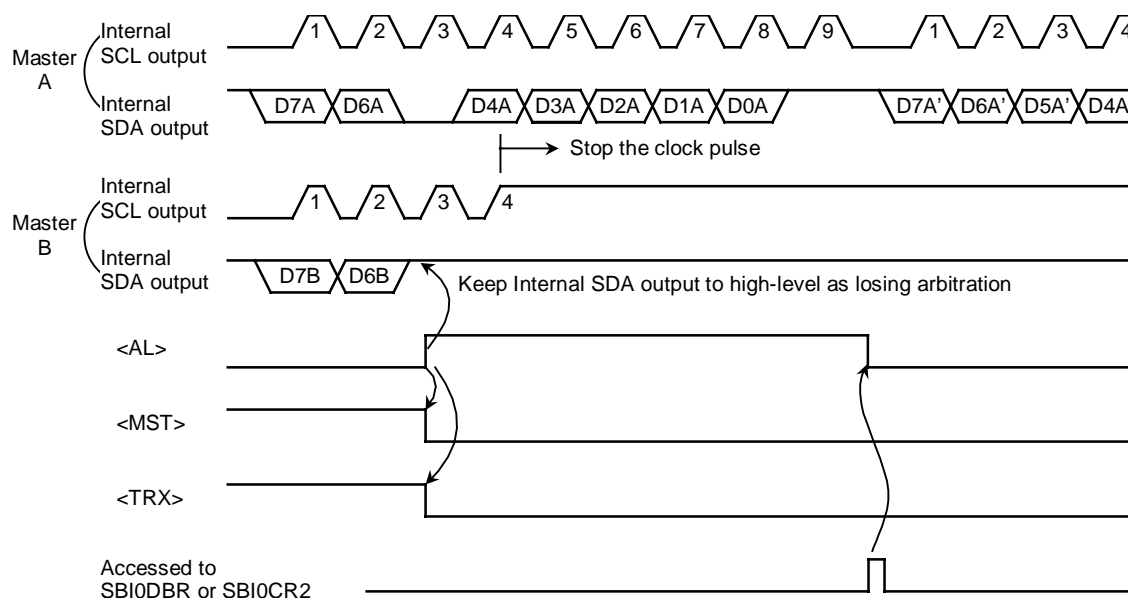 Master
A
Internal
SCL output
1 2 3 4 5 6 7 8 9 1 2 3 4
Internal
SDA output
D7A D6A D4A D3A D2A D1A D0A D7A' D6A' D5A' D4A
Stop the clock pulse
Master
B
Internal
SCL output
1 2 3 4
Internal
SDA output
D7B D6B
Keep Internal SDA output to high-level as losing arbitration
<AL>
<MST>
<TRX>
Accessed to
SBI0DBR or SBI0CR2